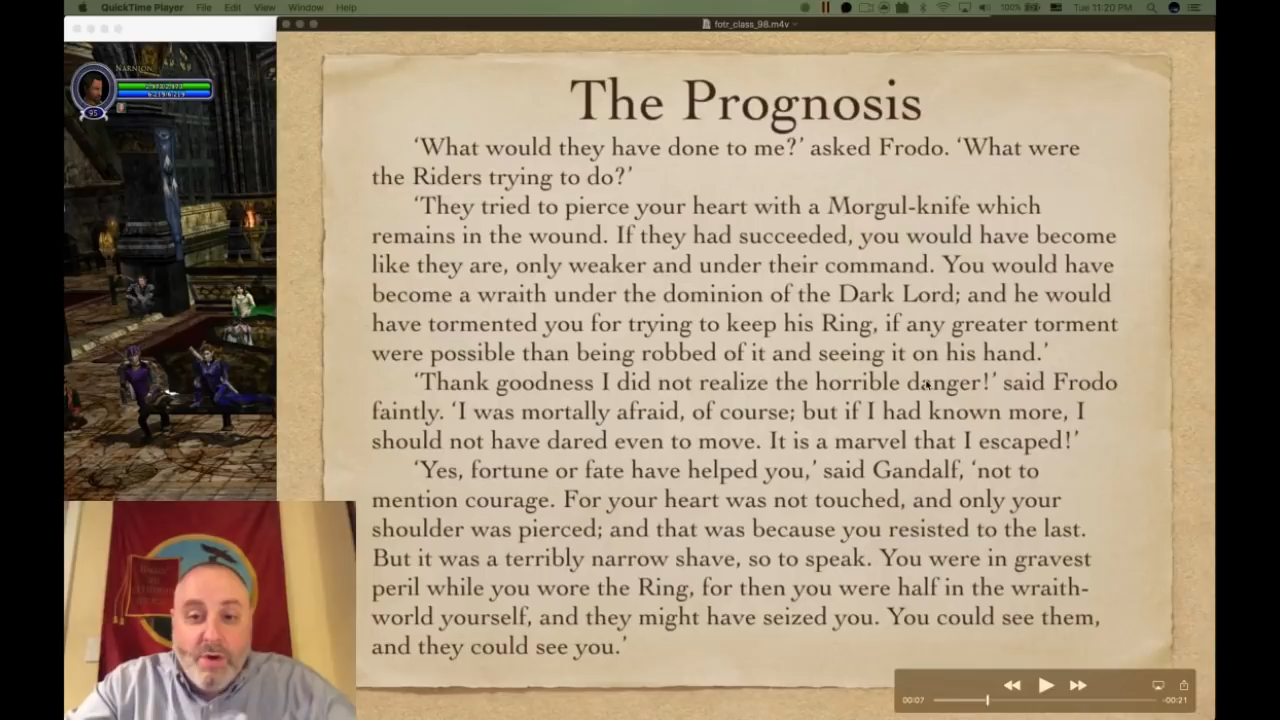 QuickTime Player File Edit View Window Help
100% Tue 11:20 PM
fotr_class_98.m4v
NARNION
95
The Prognosis
‘What would they have done to me?’ asked Frodo. ‘What were
the Riders trying to do?’
‘They tried to pierce your heart with a Morgul-knife which
remains in the wound. If they had succeeded, you would have become
like they are, only weaker and under their command. You would have
become a wraith under the dominion of the Dark Lord; and he would
have tormented you for trying to keep his Ring, if any greater torment
were possible than being robbed of it and seeing it on his hand.’
‘Thank goodness I did not realize the horrible danger!’ said Frodo
faintly. ‘I was mortally afraid, of course; but if I had known more, I
should not have dared even to move. It is a marvel that I escaped!’
‘Yes, fortune or fate have helped you,’ said Gandalf, ‘not to
mention courage. For your heart was not touched, and only your
shoulder was pierced; and that was because you resisted to the last.
But it was a terribly narrow shave, so to speak. You were in gravest
peril while you wore the Ring, for then you were half in the wraith-
world yourself, and they might have seized you. You could see them,
and they could see you.’
00:07
-00:21